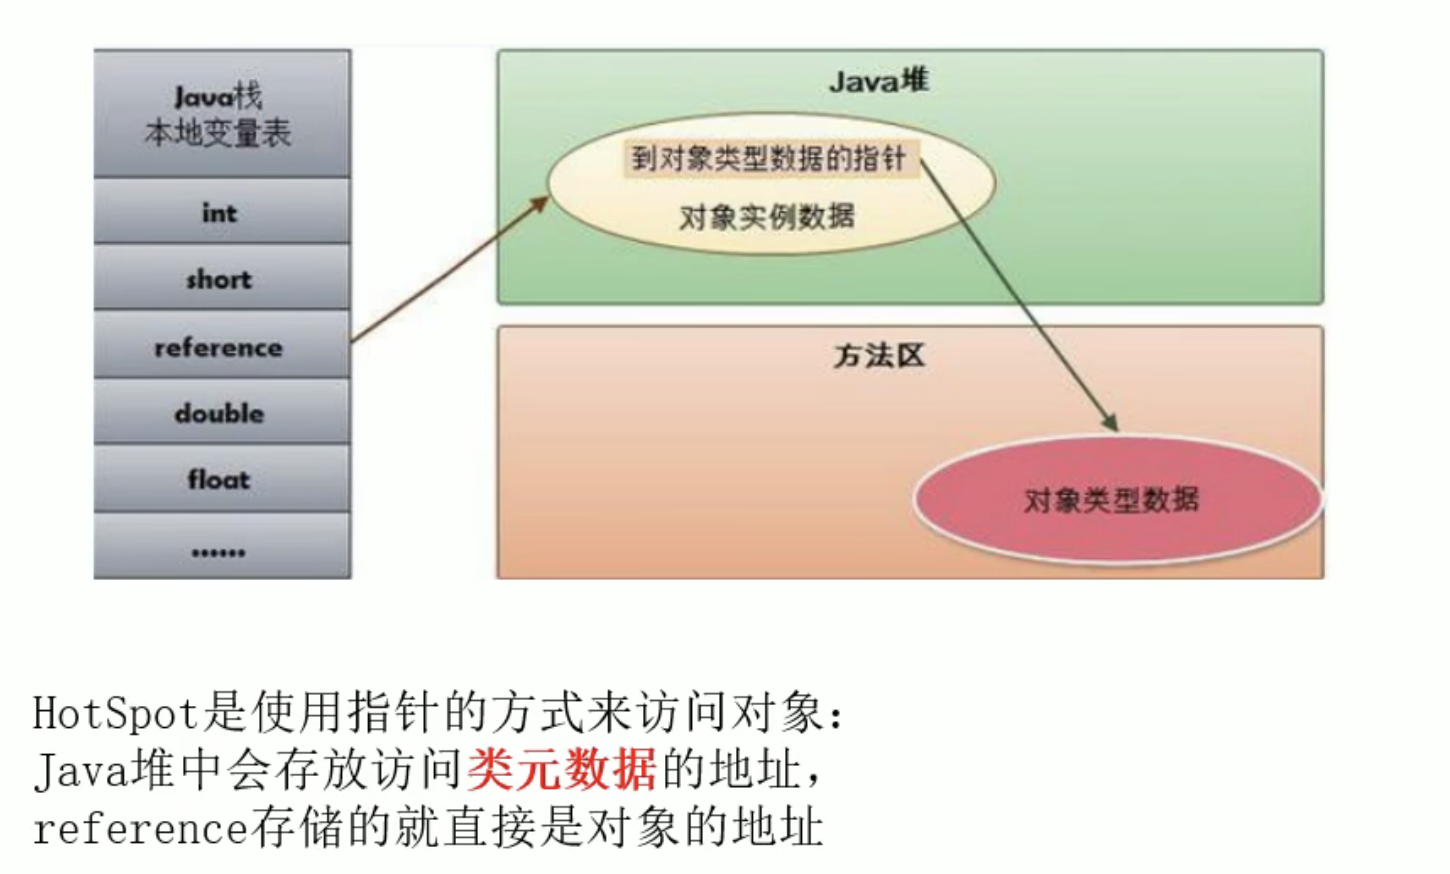 Java栈
本地变量表
int
short
reference
double
float
......
Java堆
到对象类型数据的指针
对象实例数据
方法区
对象类型数据
HotSpot是使用指针的方式来访问对象：
Java堆中会存放访问类元数据的地址，
reference存储的就直接是对象的地址